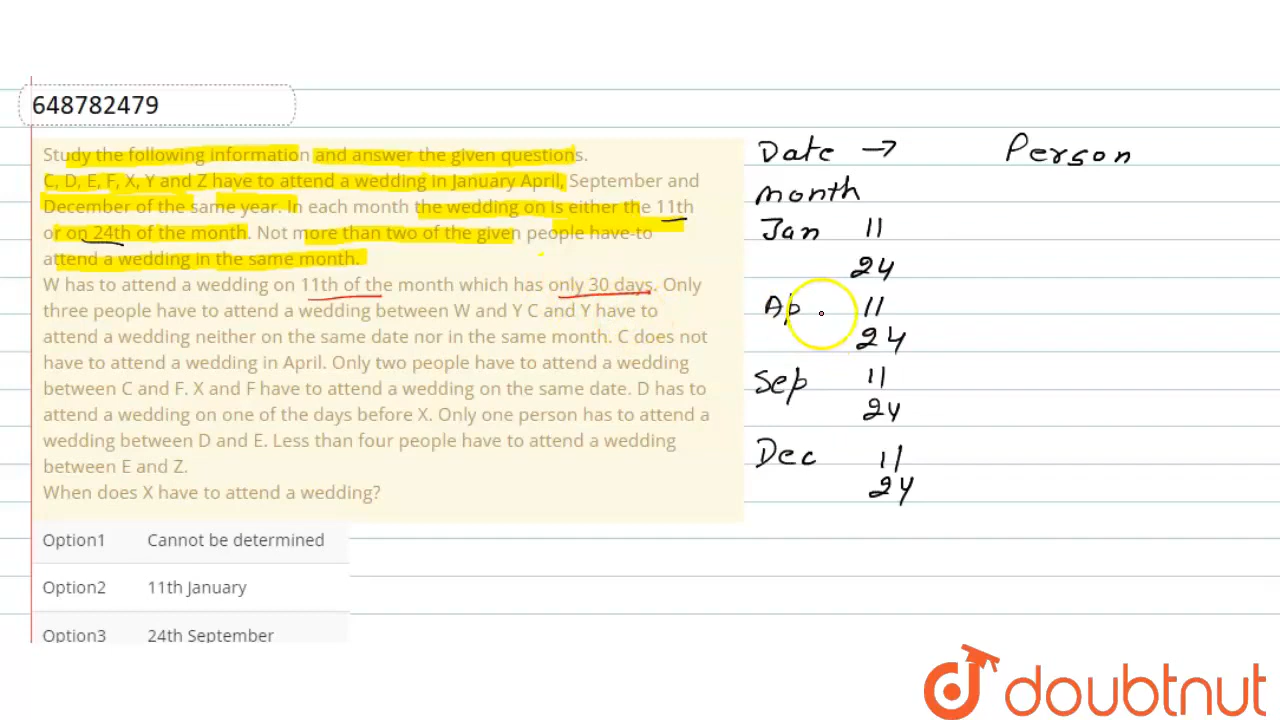 648782479
Study the following information and answer the given questions.
C, D, E, F, X, Y and Z have to attend a wedding in January April, September and
December of the same year. In each month the wedding on is either the 11th
or on 24th of the month. Not more than two of the given people have-to
attend a wedding in the same month.
W has to attend a wedding on 11th of the month which has only 30 days. Only
three people have to attend a wedding between W and Y C and Y have to
attend a wedding neither on the same date nor in the same month. C does not
have to attend a wedding in April. Only two people have to attend a wedding
between C and F. X and F have to attend a wedding on the same date. D has to
attend a wedding on one of the days before X. Only one person has to attend a
wedding between D and E. Less than four people have to attend a wedding
between E and Z.
When does X have to attend a wedding?
Option1 Cannot be determined
Option2 11th January
Option3 24th September
Date → Person
month
Jan 11
24
Ap 11
24
Sep 11
24
Dec 11
24
doubtnut